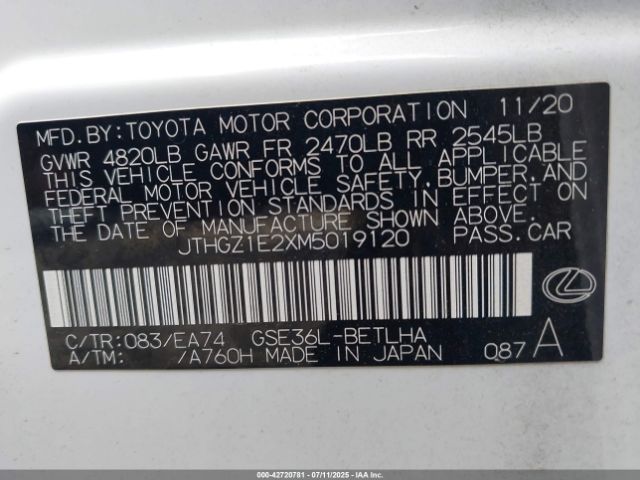 MFD.BY:TOYOTA MOTOR CORPORATION 11/20
GVWR 4820LB GAWR FR 2470LB RR 2545LB
THIS VEHICLE CONFORMS TO ALL APPLICABLE
FEDERAL MOTOR VEHICLE SAFETY,BUMPER,AND
THEFT PREVENTION STANDARDS IN EFFECT ON
THE DATE OF MANUFACTURE SHOWN ABOVE.
JTHGZ1E2XM5019120 PASS.CAR
C/TR:083/EA74 GSE36L-BETLHA
A/TM: /A760H MADE IN JAPAN Q87 A
000-42720781 - 07/11/2025 - IAAI.CA